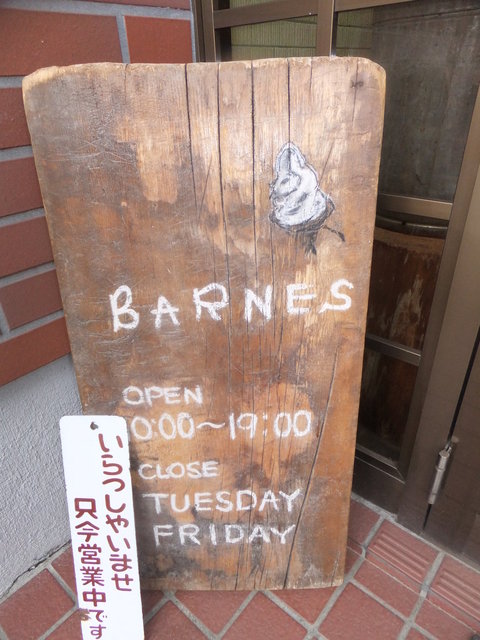 BARNES
OPEN
0:00～19:00
CLOSE
TUESDAY
FRIDAY
いらっしゃいませ
只今営業中です